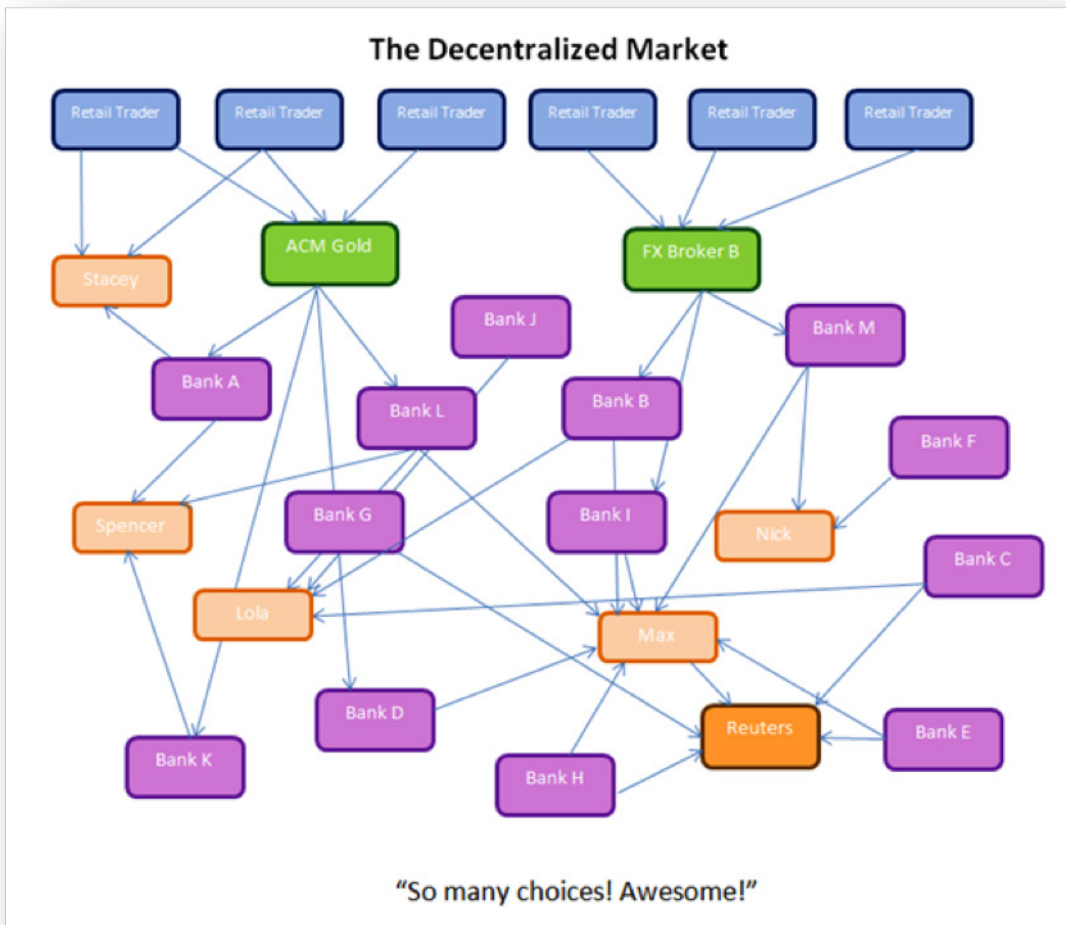 The Decentralized Market
Retail Trader
Retail Trader
Retail Trader
Retail Trader
Retail Trader
Retail Trader
ACM Gold
FX Broker B
Stacey
Bank J
Bank M
Bank A
Bank L
Bank B
Bank F
Spencer
Bank G
Bank I
Nick
Bank C
Lola
Max
Bank D
Reuters
Bank E
Bank K
Bank H
“So many choices! Awesome!”